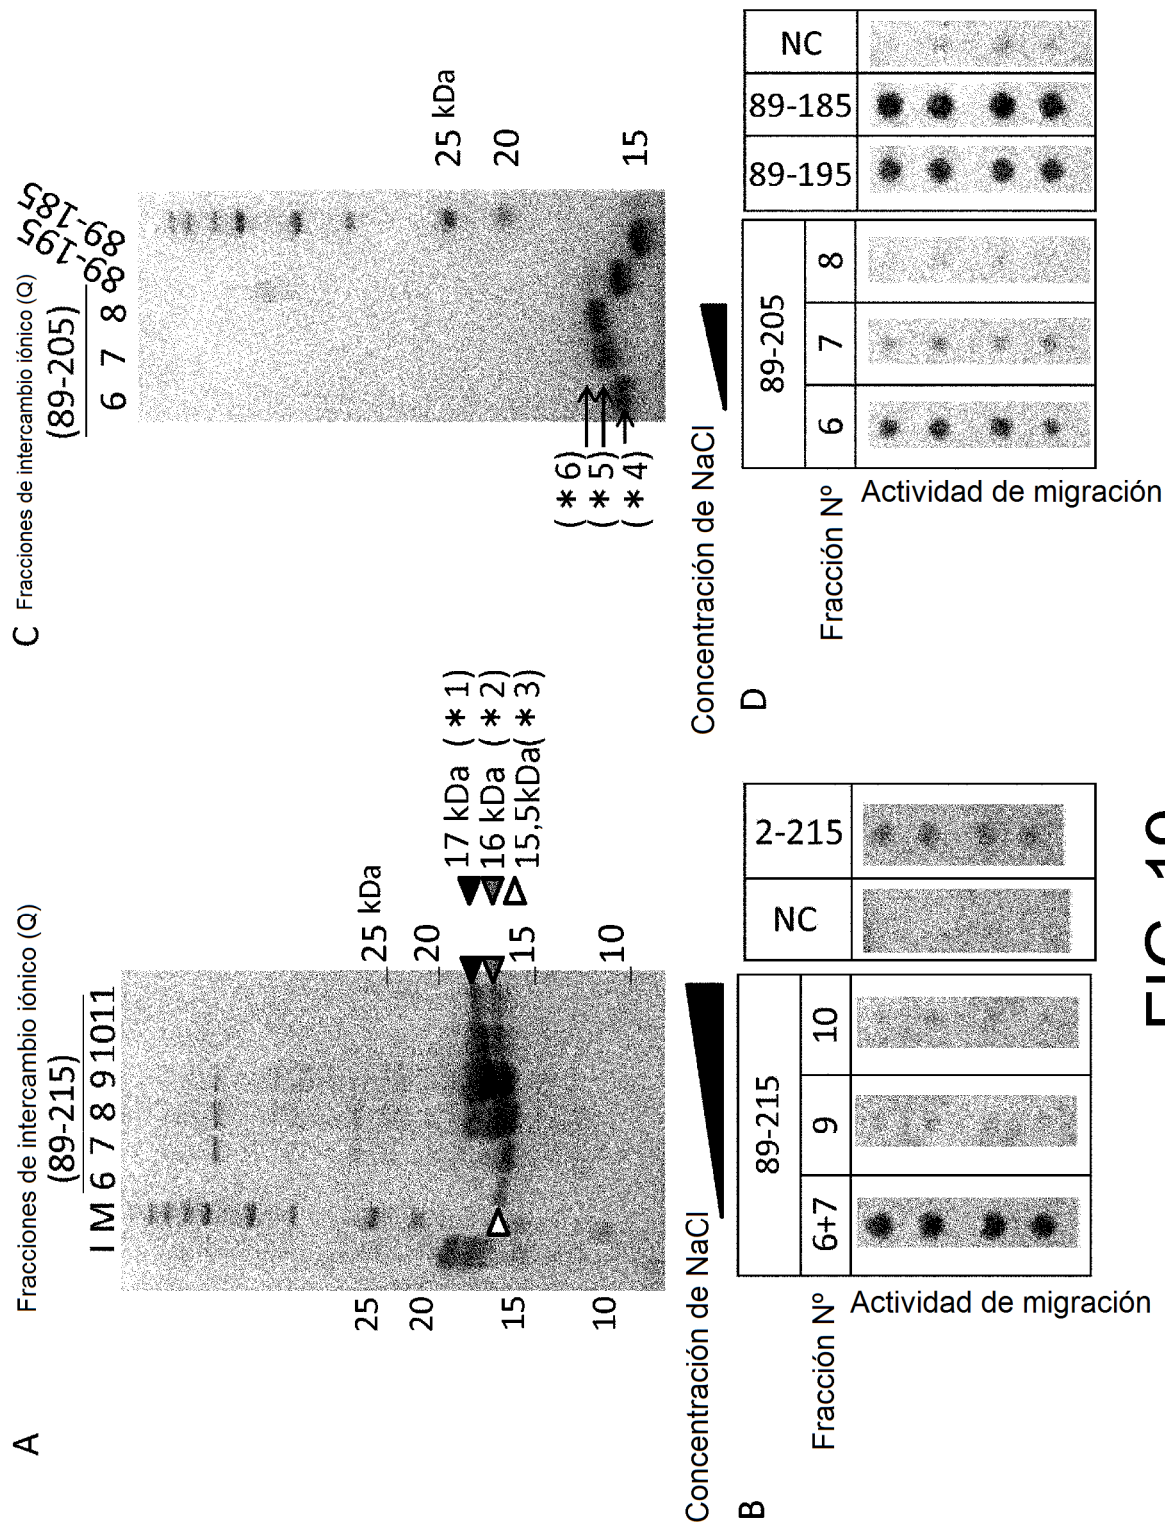 A
Fracciones de intercambio iónico (Q)
(89-215)
I M 6 7 8 9 10 11
25
20
15
10
25 kDa
20
15
10
17 kDa (*1)
16 kDa (*2)
15,5kDa(*3)
Concentración de NaCl
B
89-215
Fracción Nº
6+7
9
10
NC
2-215
Actividad de migración
C
Fracciones de intercambio iónico (Q)
(89-205)
6 7 8 89-195 89-185
25 kDa
20
15
(*6)
(*5)
(*4)
Concentración de NaCl
D
89-205
89-195
89-185
NC
Fracción Nº
6
7
8
Actividad de migración